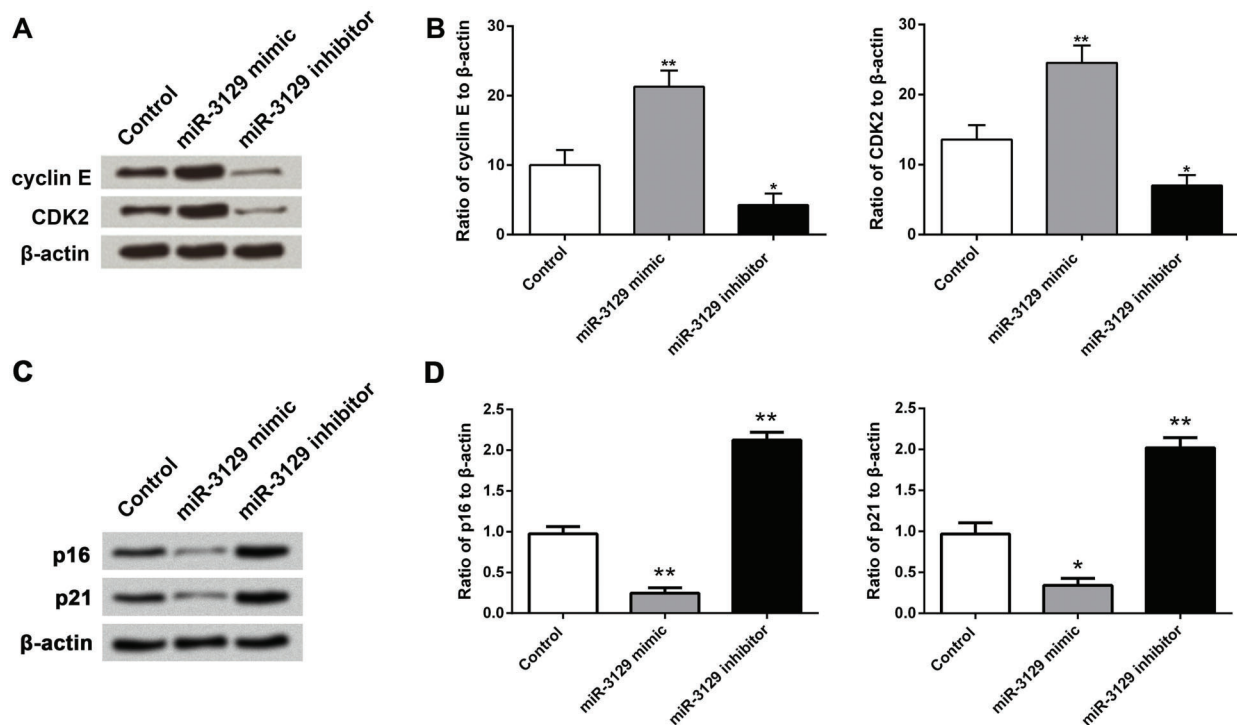 A
Control
miR-3129 mimic
miR-3129 inhibitor
cyclin E
CDK2
β-actin
B
Ratio of cyclin E to β-actin
30
20
10
0
**
*
Control
miR-3129 mimic
miR-3129 inhibitor
Ratio of CDK2 to β-actin
30
20
10
0
**
*
Control
miR-3129 mimic
miR-3129 inhibitor
C
Control
miR-3129 mimic
miR-3129 inhibitor
p16
p21
β-actin
D
Ratio of p16 to β-actin
2.5
2.0
1.5
1.0
0.5
0.0
**
**
Control
miR-3129 mimic
miR-3129 inhibitor
Ratio of p21 to β-actin
2.5
2.0
1.5
1.0
0.5
0.0
*
**
Control
miR-3129 mimic
miR-3129 inhibitor